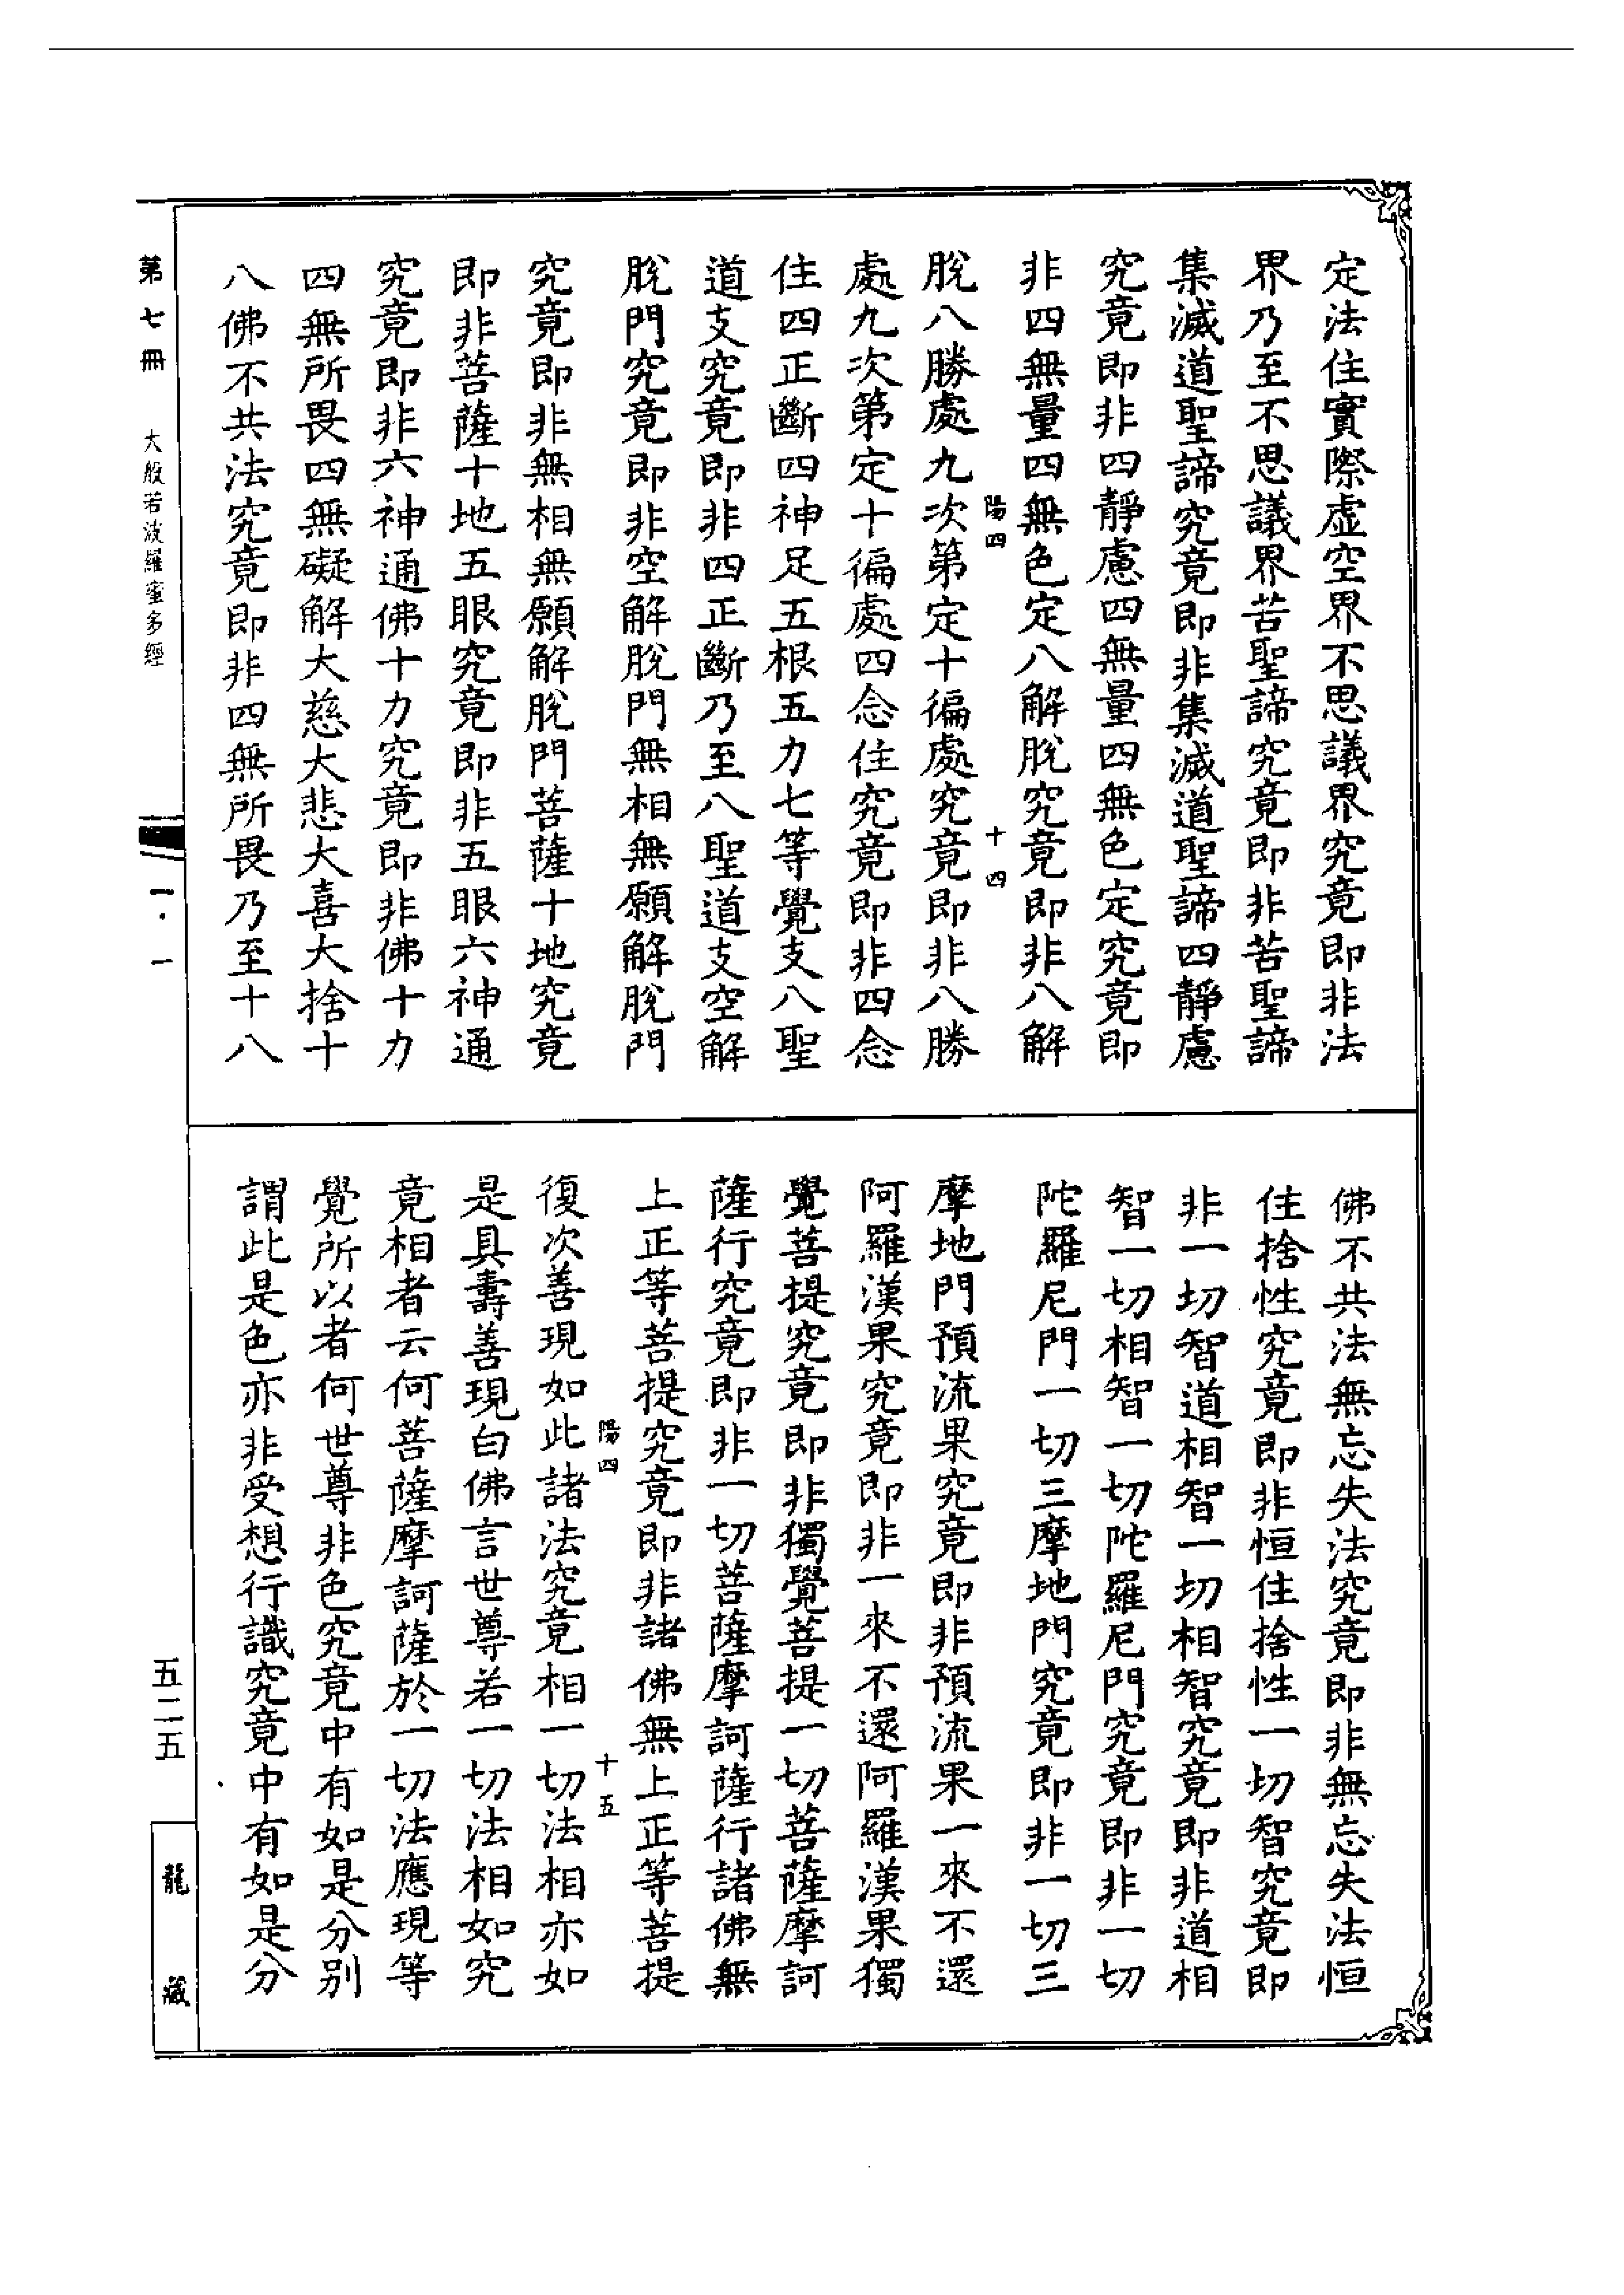 定法住實際虛空界不思議界究竟即非法
界乃至不思議界苦聖諦究竟即非苦聖諦
集滅道聖諦究竟即非集滅道聖諦四靜慮
究竟即非四靜慮四無量四無色定究竟即
非四無量四無色定八解脫究竟即非八解
陽四 十四
脫八勝處九次第定十徧處究竟即非八勝
處九次第定十徧處四念住究竟即非四念
住四正斷四神足五根五力七等覺支八聖
道支究竟即非四正斷乃至八聖道支空解
脫門究竟即非空解脫門無相無願解脫門
究竟即非無相無願解脫門菩薩十地究竟
即非菩薩十地五眼究竟即非五眼六神通
究竟即非六神通佛十力究竟即非佛十力
四無所畏四無礙解大慈大悲大喜大捨十
八佛不共法究竟即非四無所畏乃至十八
佛不共法無忘失法究竟即非無忘失法恒
住捨性究竟即非恒住捨性一切智究竟即
非一切智道相智一切相智究竟即非道相
智一切相智一切陀羅尼門究竟即非一切
陀羅尼門一切三摩地門究竟即非一切三
摩地門預流果究竟即非預流果一來不還
阿羅漢果究竟即非一來不還阿羅漢果獨
覺菩提究竟即非獨覺菩提一切菩薩摩訶
薩行究竟即非一切菩薩摩訶薩行諸佛無
上正等菩提究竟即非諸佛無上正等菩提
陽四 十五
復次善現如此諸法究竟相一切法相亦如
是具壽善現白佛言世尊若一切法相如究
竟相者云何菩薩摩訶薩於一切法應現等
覺所以者何世尊非色究竟中有如是分別
謂此是色亦非受想行識究竟中有如是分
第七冊 大般若波羅蜜多經 一·一
五二五
龍藏